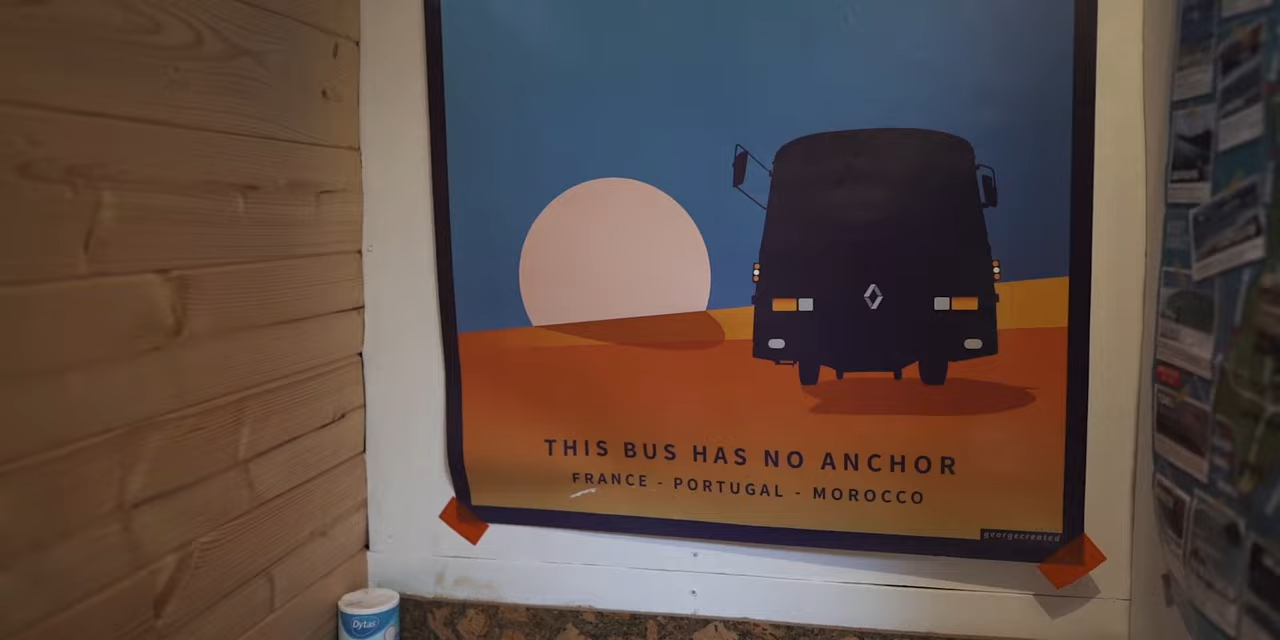 THIS BUS HAS NO ANCHOR
FRANCE - PORTUGAL - MOROCCO
georgecreated
Dytas